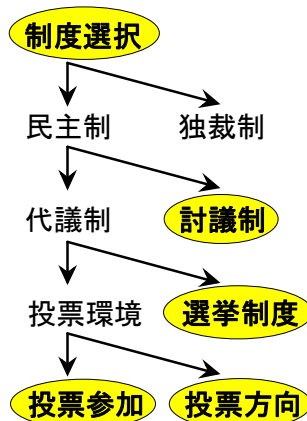 制度選択
民主制 独裁制
代議制 討議制
投票環境 選挙制度
投票参加 投票方向